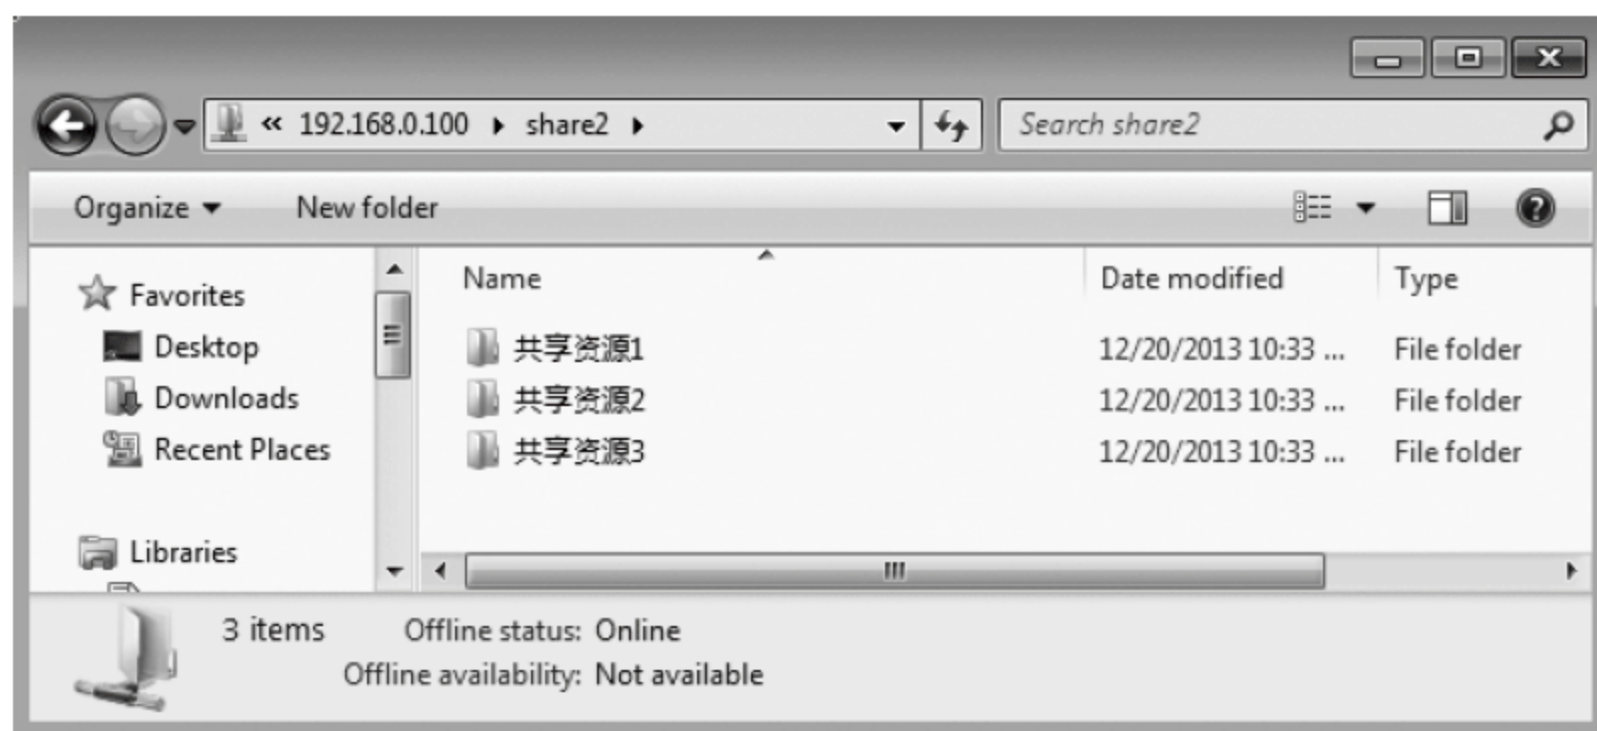 « 192.168.0.100 ▸ share2 ▸ Search share2
Organize ▾ New folder
Name Date modified Type
Favorites
Desktop
Downloads
Recent Places
Libraries
共享资源1 12/20/2013 10:33 ... File folder
共享资源2 12/20/2013 10:33 ... File folder
共享资源3 12/20/2013 10:33 ... File folder
3 items Offline status: Online
Offline availability: Not available